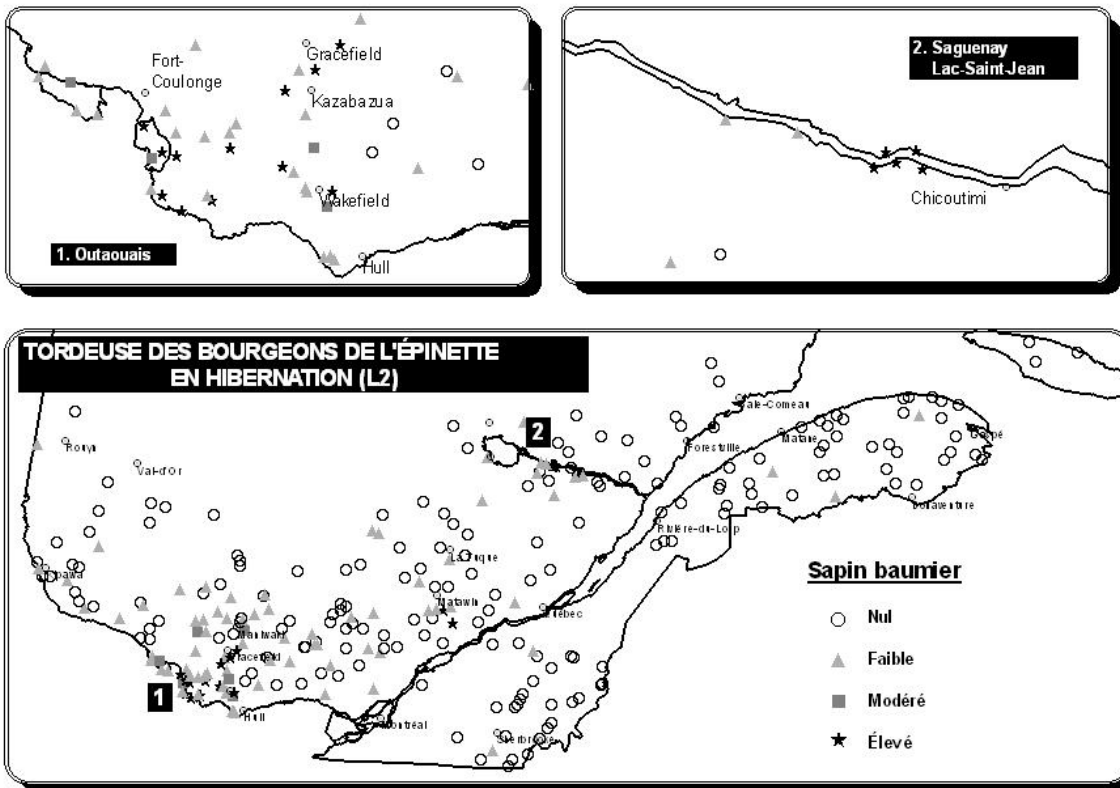 Fort-
Coulonge
Gracefield
Kazabazua
Wakefield
Hull
1. Outaouais
2. Saguenay
Lac-Saint-Jean
Chicoutimi
TORDEUSE DES BOURGEONS DE L'ÉPINETTE
EN HIBERNATION (L2)
2
Rouyn
Val-d'Or
Forestville
Matane
Gaspé
Bonaventure
Rivière-du-Loup
La Tuque
Matawin
Québec
Maniwaki
1
Hull
Montréal
Sherbrooke
Sapin baumier
Nul
Faible
Modéré
Élevé